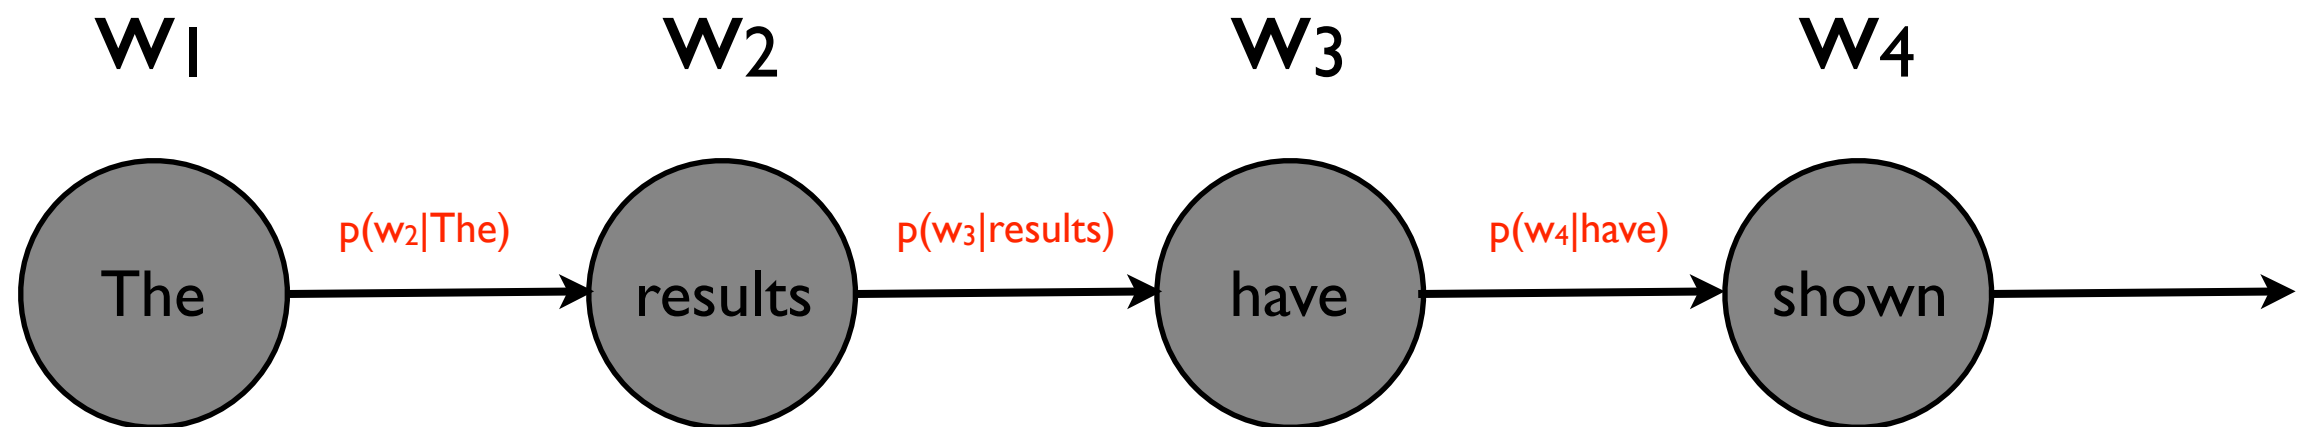 w1 w2 w3 w4
p(w2|The) p(w3|results) p(w4|have)
The results have shown